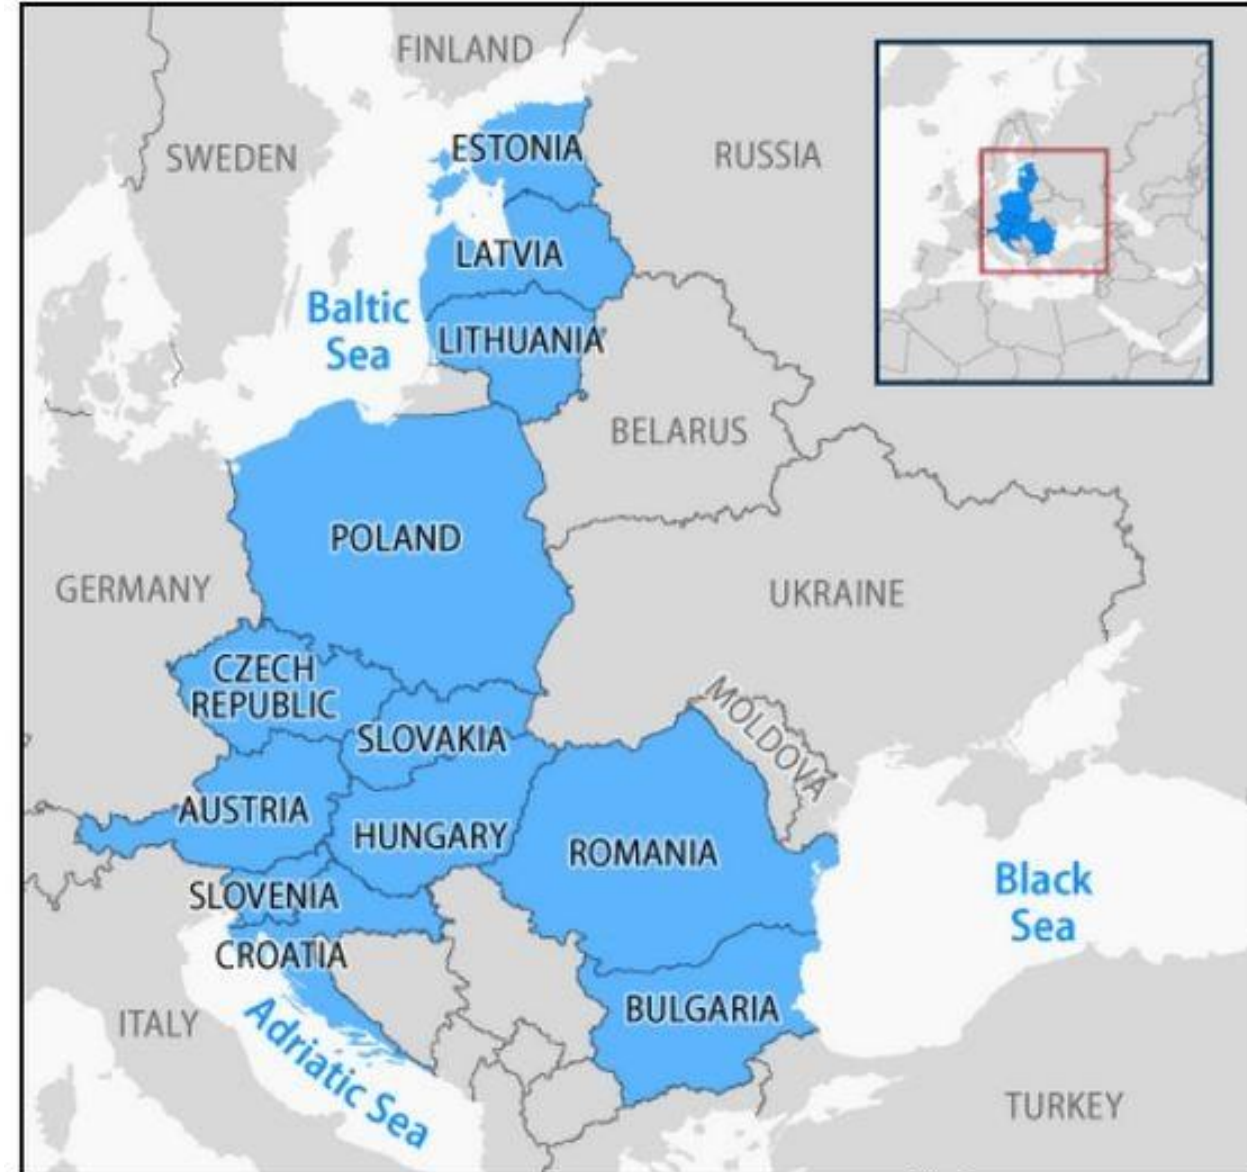 FINLAND
SWEDEN
ESTONIA
RUSSIA
LATVIA
Baltic
Sea
LITHUANIA
BELARUS
POLAND
GERMANY
UKRAINE
CZECH
REPUBLIC
SLOVAKIA
MOLDOVA
AUSTRIA
HUNGARY
ROMANIA
SLOVENIA
Black
Sea
CROATIA
BULGARIA
ITALY
Adriatic Sea
TURKEY